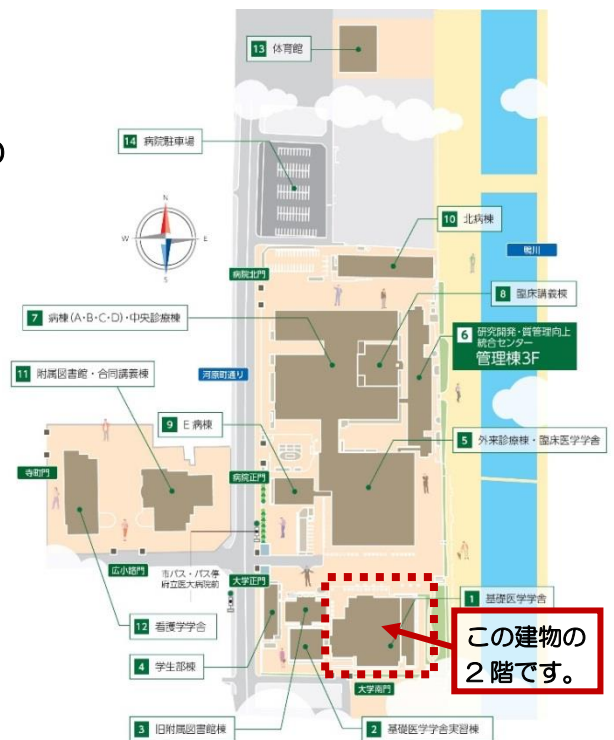 13 体育館
の
14 病院駐車場
N
W E
S
10 北病棟
鴨川
病院北門
8 臨床講義棟
7 病棟(A・B・C・D)・中央診療棟
6 研究開発・質管理向上
統合センター
管理棟3F
11 附属図書館・合同講義棟
河原町通り
9 E病棟
5 外来診療棟・臨床医学学舎
寺町門
病院正門
広小路門
市バス・バス停
府立医大病院前
大学正門
1 基礎医学学舎
12 看護学学舎
この建物の
2階です。
4 学生部棟
大学南門
3 旧附属図書館棟
2 基礎医学学舎実習棟